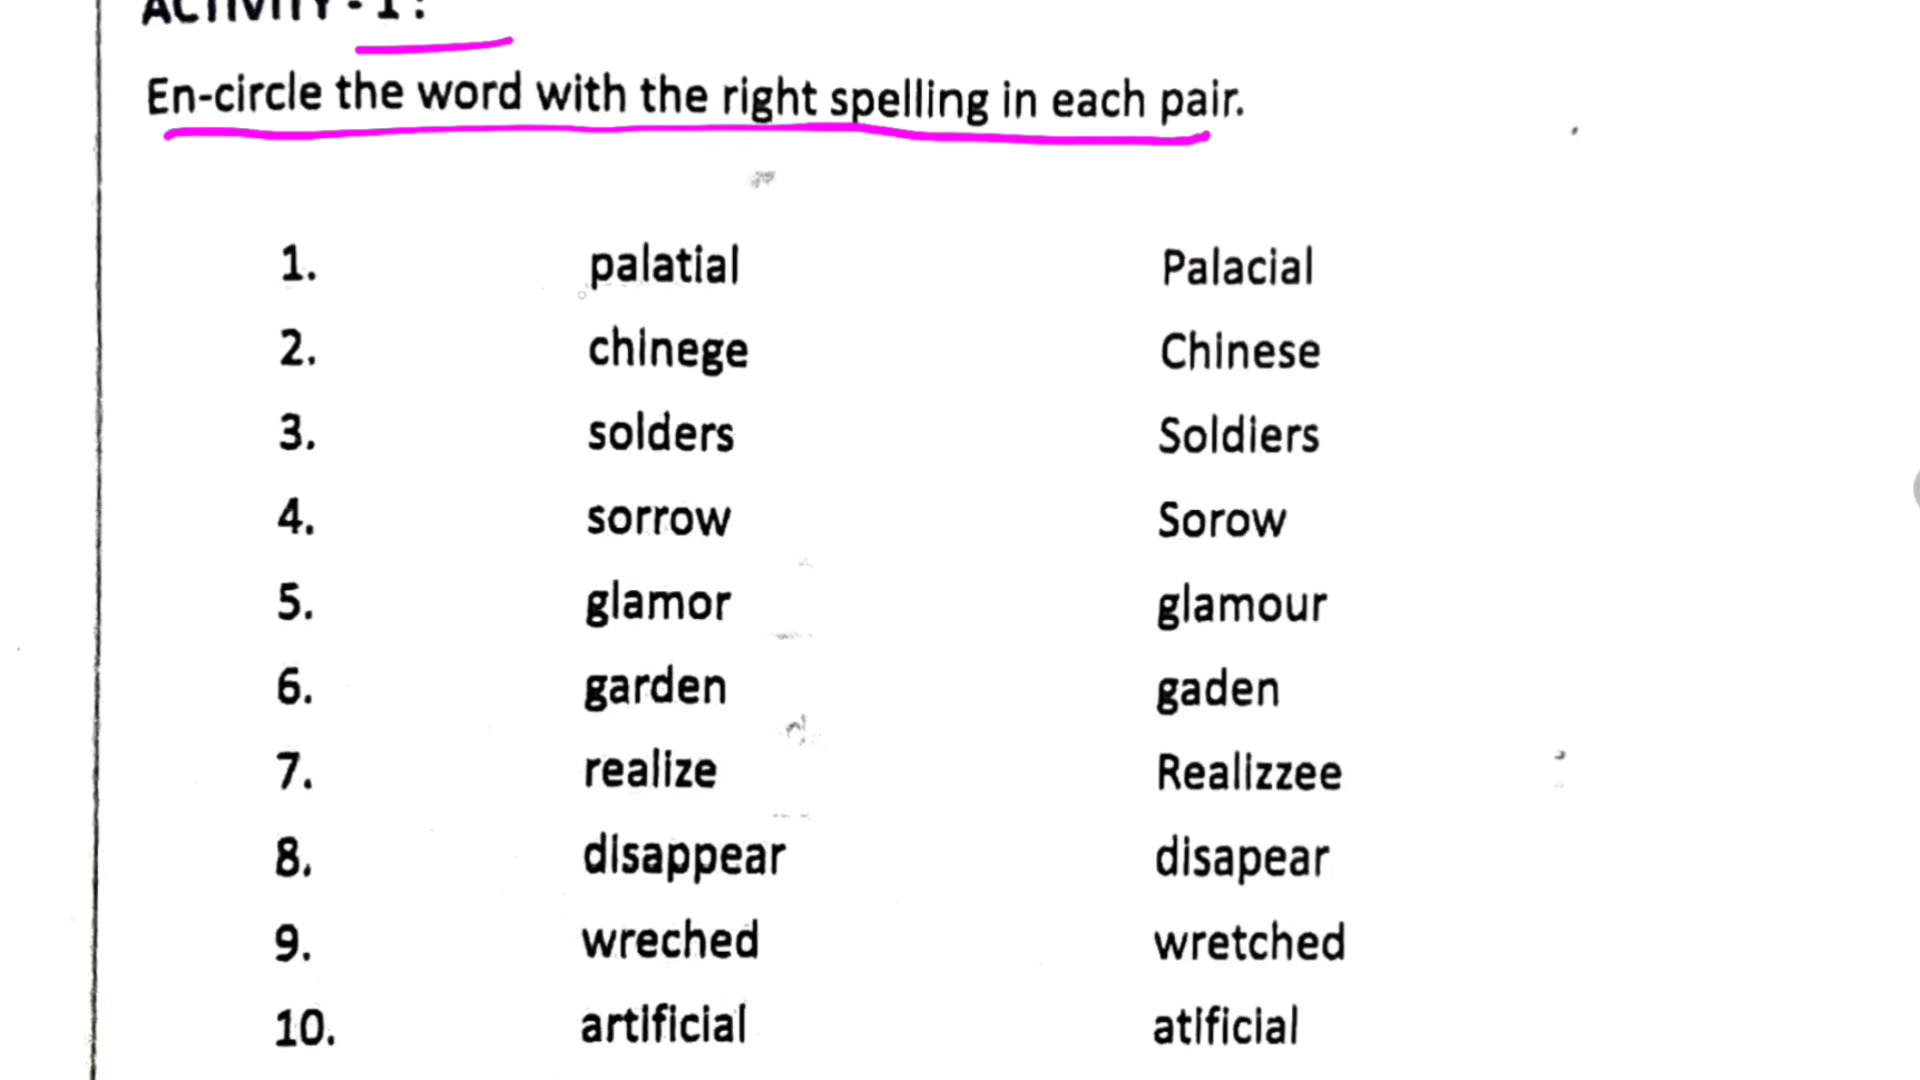 ACTIVITY - 1 :
En-circle the word with the right spelling in each pair.
1. palatial Palacial
2. chinege Chinese
3. solders Soldiers
4. sorrow Sorow
5. glamor glamour
6. garden gaden
7. realize Realizzee
8. disappear disapear
9. wreched wretched
10. artificial atificial